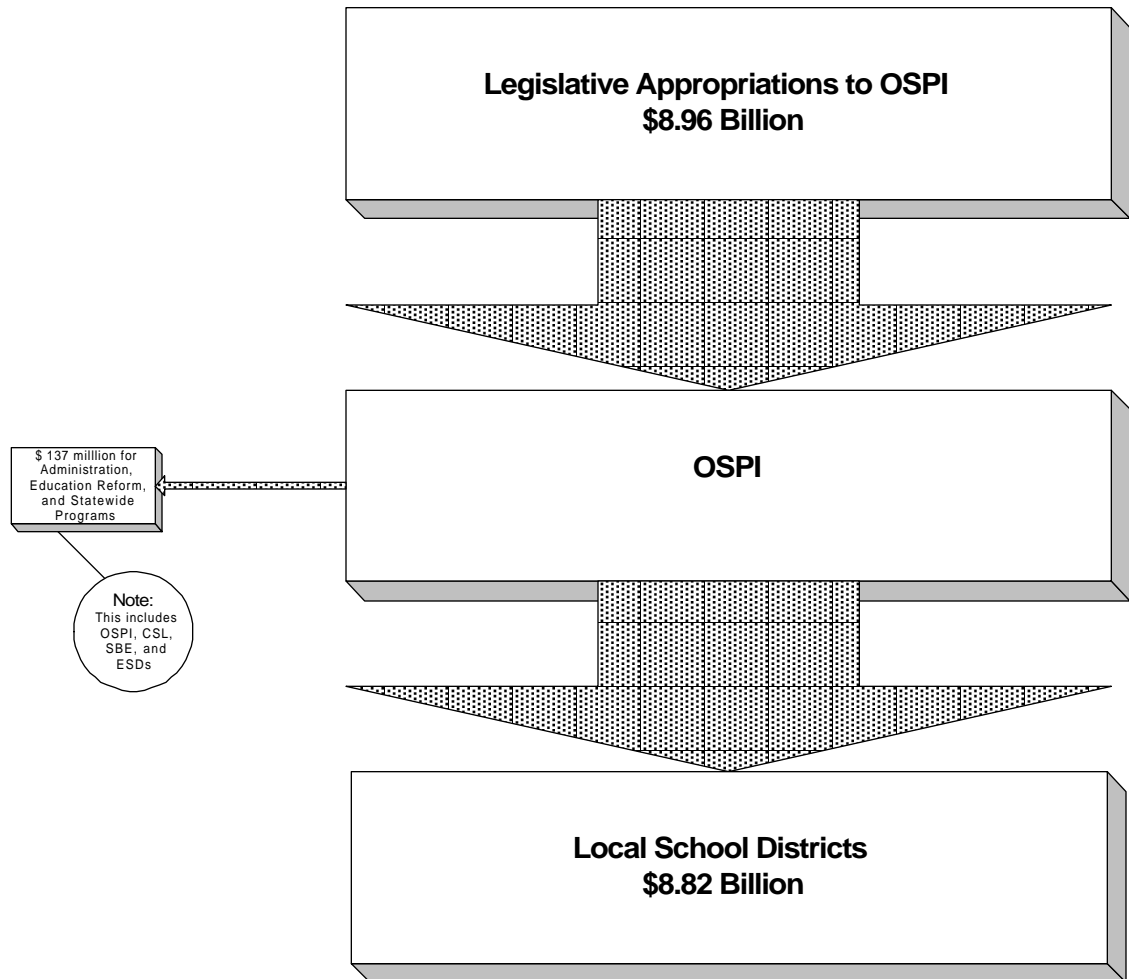 Legislative Appropriations to OSPI
$8.96 Billion
OSPI
$ 137 milllion for
Administration,
Education Reform,
and Statewide
Programs
Note:
This includes
OSPI, CSL,
SBE, and
ESDs
Local School Districts
$8.82 Billion